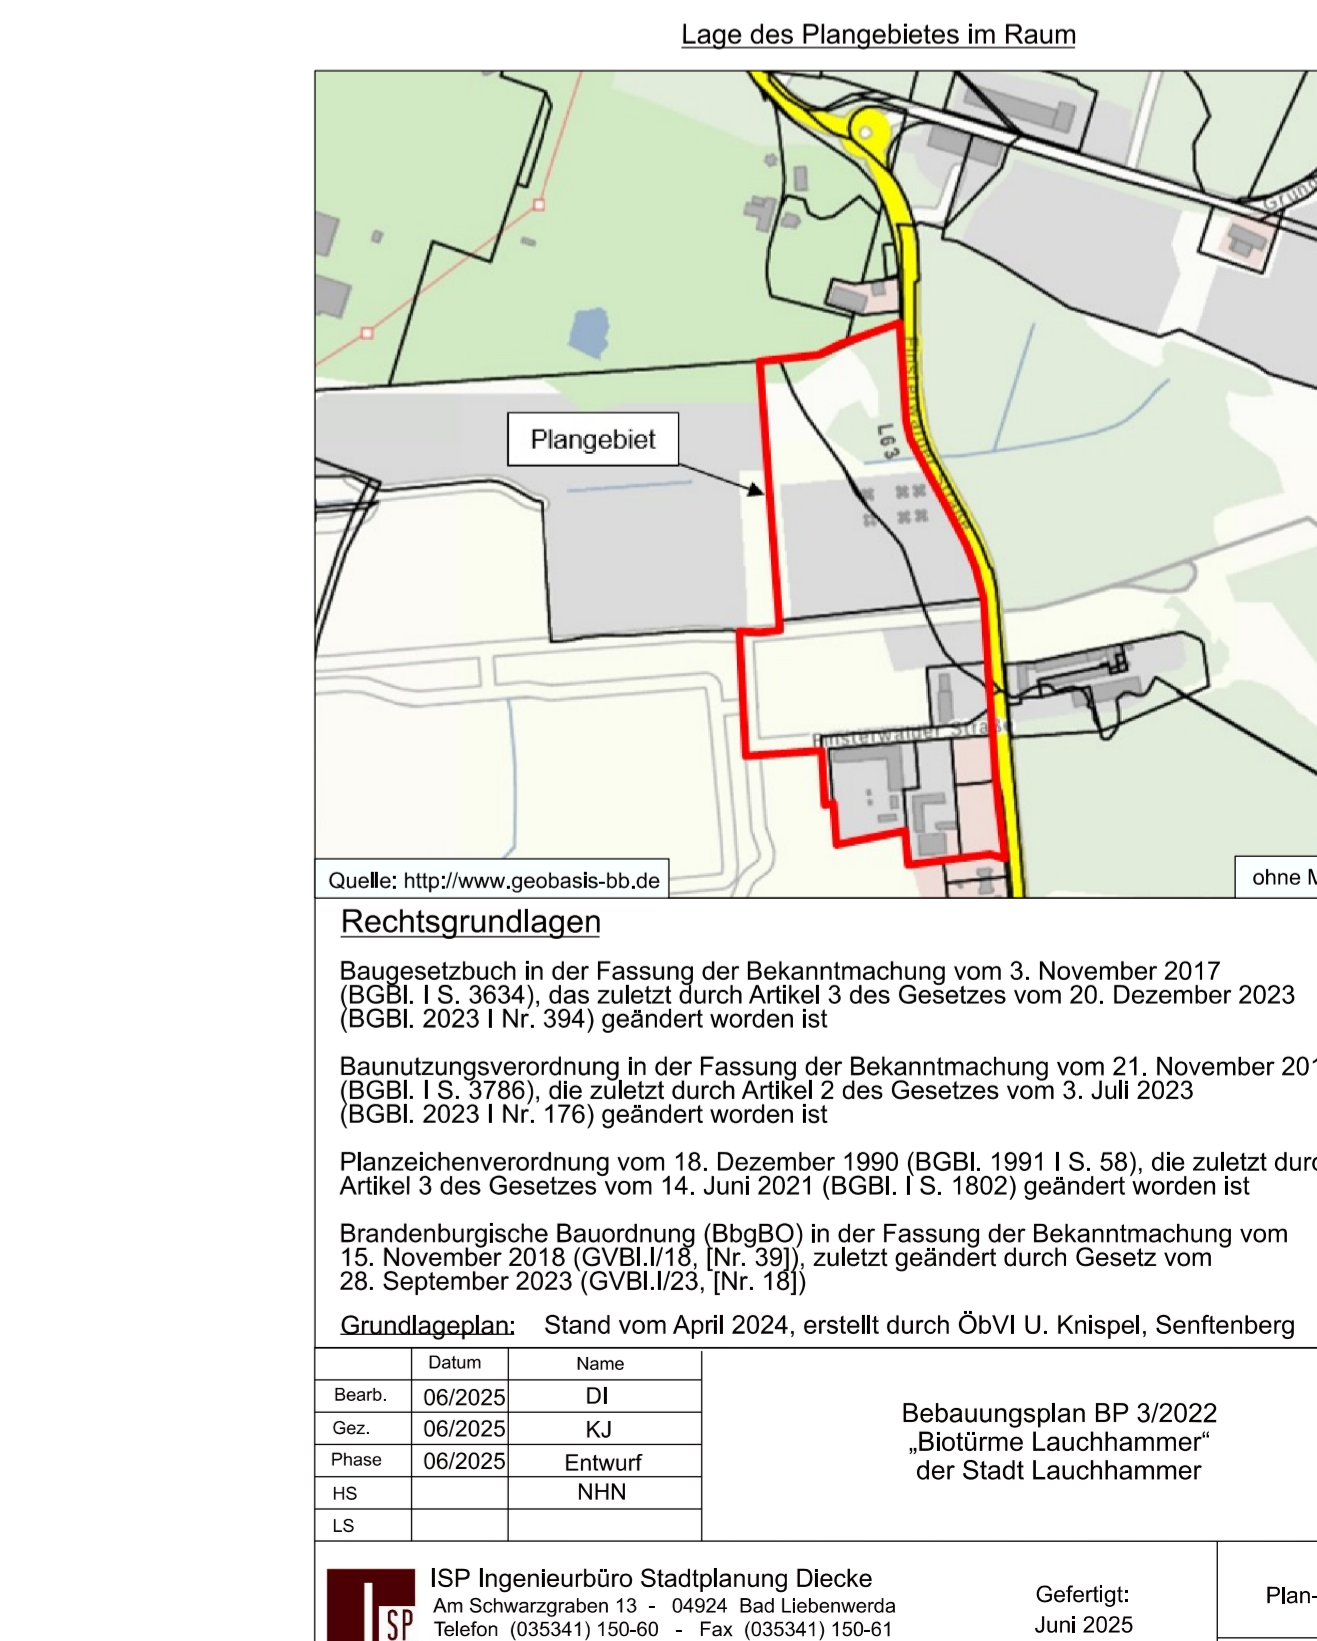 Lage des Plangebietes im Raum
Plangebiet
L 63
Finsterwalder Straße
Finsterwalder Straße
Quelle: http://www.geobasis-bb.de
ohne
Rechtsgrundlagen
Baugesetzbuch in der Fassung der Bekanntmachung vom 3. November 2017
(BGBl. I S. 3634), das zuletzt durch Artikel 3 des Gesetzes vom 20. Dezember 2023
(BGBl. 2023 I Nr. 394) geändert worden ist
Baunutzungsverordnung in der Fassung der Bekanntmachung vom 21. November 201
(BGBl. I S. 3786), die zuletzt durch Artikel 2 des Gesetzes vom 3. Juli 2023
(BGBl. 2023 I Nr. 176) geändert worden ist
Planzeichenverordnung vom 18. Dezember 1990 (BGBl. 1991 I S. 58), die zuletzt durc
Artikel 3 des Gesetzes vom 14. Juni 2021 (BGBl. I S. 1802) geändert worden ist
Brandenburgische Bauordnung (BbgBO) in der Fassung der Bekanntmachung vom
15. November 2018 (GVBl.I/18, [Nr. 39]), zuletzt geändert durch Gesetz vom
28. September 2023 (GVBl.I/23, [Nr. 18])
Grundlageplan: Stand vom April 2024, erstellt durch ÖbVI U. Knispel, Senftenberg
Datum Name
Bearb. 06/2025 DI
Gez. 06/2025 KJ
Phase 06/2025 Entwurf
HS NHN
LS
Bebauungsplan BP 3/2022
„Biotürme Lauchhammer“
der Stadt Lauchhammer
ISP
ISP Ingenieurbüro Stadtplanung Diecke
Am Schwarzgraben 13 - 04924 Bad Liebenwerda
Telefon (035341) 150-60 - Fax (035341) 150-61
Gefertigt:
Juni 2025
Plan-